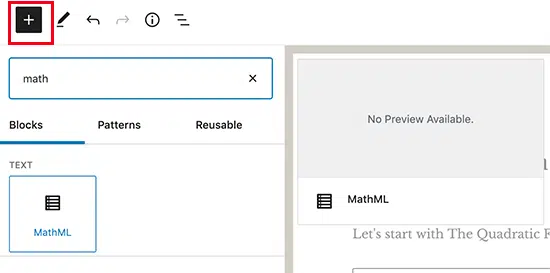 math
Blocks Patterns Reusable
TEXT
MathML
No Preview Available.
MathML
Let's start with The Quadratic F